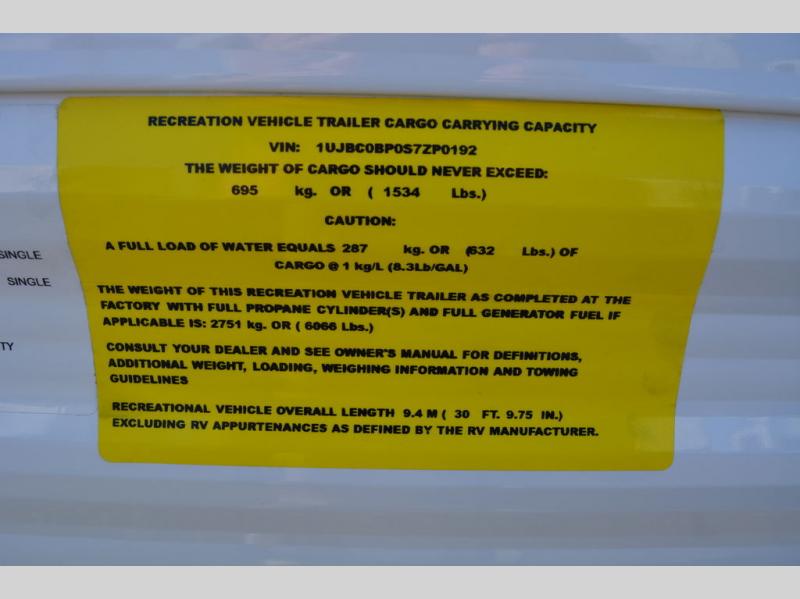 RECREATION VEHICLE TRAILER CARGO CARRYING CAPACITY
VIN: 1UJBC0BP0S7ZP0192
THE WEIGHT OF CARGO SHOULD NEVER EXCEED:
695 kg. OR ( 1534 Lbs.)
CAUTION:
A FULL LOAD OF WATER EQUALS 287 kg. OR (632 Lbs.) OF
CARGO @ 1 kg/L (8.3Lb/GAL)
THE WEIGHT OF THIS RECREATION VEHICLE TRAILER AS COMPLETED AT THE
FACTORY WITH FULL PROPANE CYLINDER(S) AND FULL GENERATOR FUEL IF
APPLICABLE IS: 2751 kg. OR ( 6066 Lbs.)
CONSULT YOUR DEALER AND SEE OWNER'S MANUAL FOR DEFINITIONS,
ADDITIONAL WEIGHT, LOADING, WEIGHING INFORMATION AND TOWING
GUIDELINES
RECREATIONAL VEHICLE OVERALL LENGTH 9.4 M ( 30 FT. 9.75 IN.)
EXCLUDING RV APPURTENANCES AS DEFINED BY THE RV MANUFACTURER.
SINGLE
SINGLE
TY